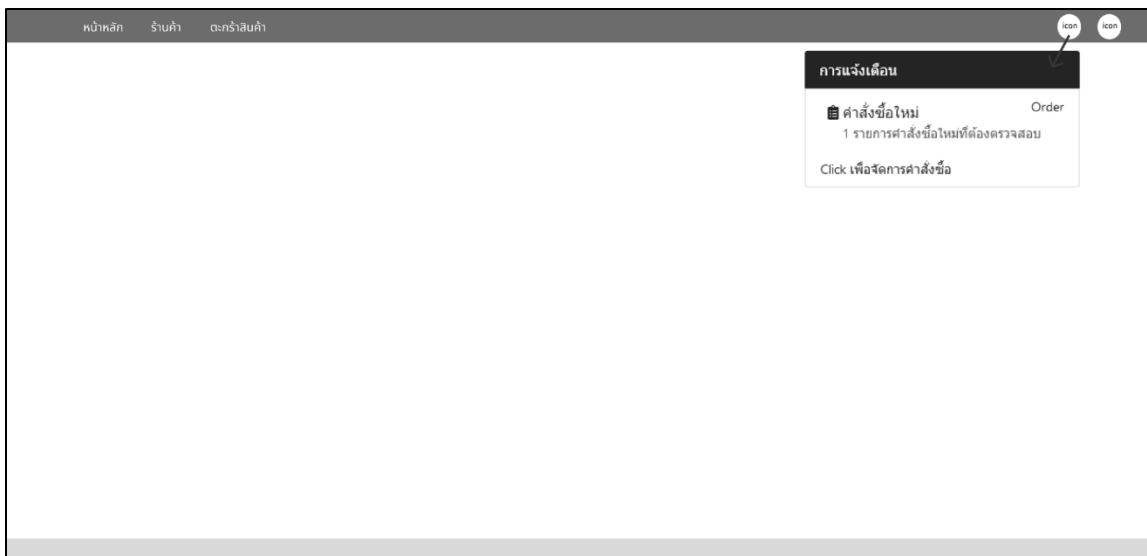 หน้าหลัก ร้านค้า ตะกร้าสินค้า icon icon
การแจ้งเตือน
คำสั่งซื้อใหม่ Order
1 รายการคำสั่งซื้อใหม่ที่ต้องตรวจสอบ
Click เพื่อจัดการคำสั่งซื้อ